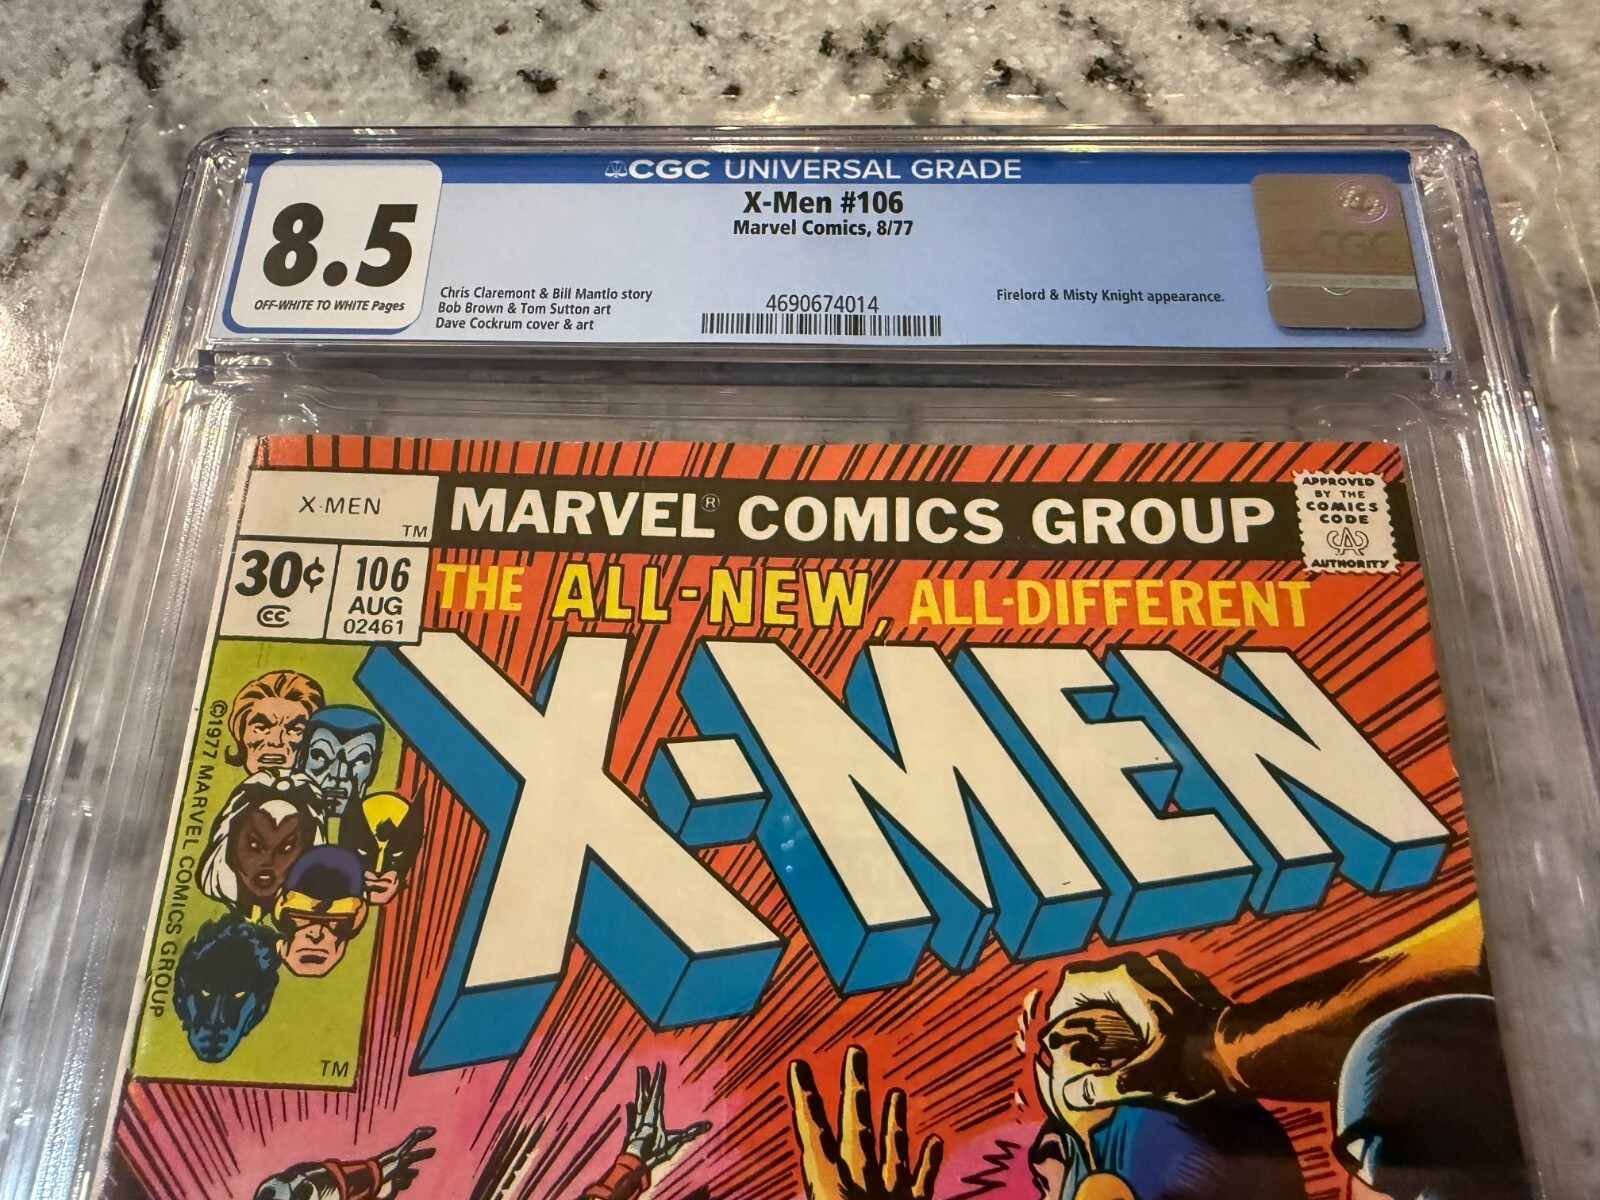 CGC UNIVERSAL GRADE
8.5
OFF-WHITE TO WHITE Pages
X-Men #106
Marvel Comics, 8/77
Chris Claremont & Bill Mantlo story
Bob Brown & Tom Sutton art
Dave Cockrum cover & art
4690674014
Firelord & Misty Knight appearance.
CGC
X-MEN
TM
MARVEL® COMICS GROUP
APPROVED
BY THE
COMICS
CODE
CA
AUTHORITY
30¢
CC
106
AUG
02461
THE ALL-NEW, ALL-DIFFERENT
X-MEN
©1977 MARVEL COMICS GROUP
TM